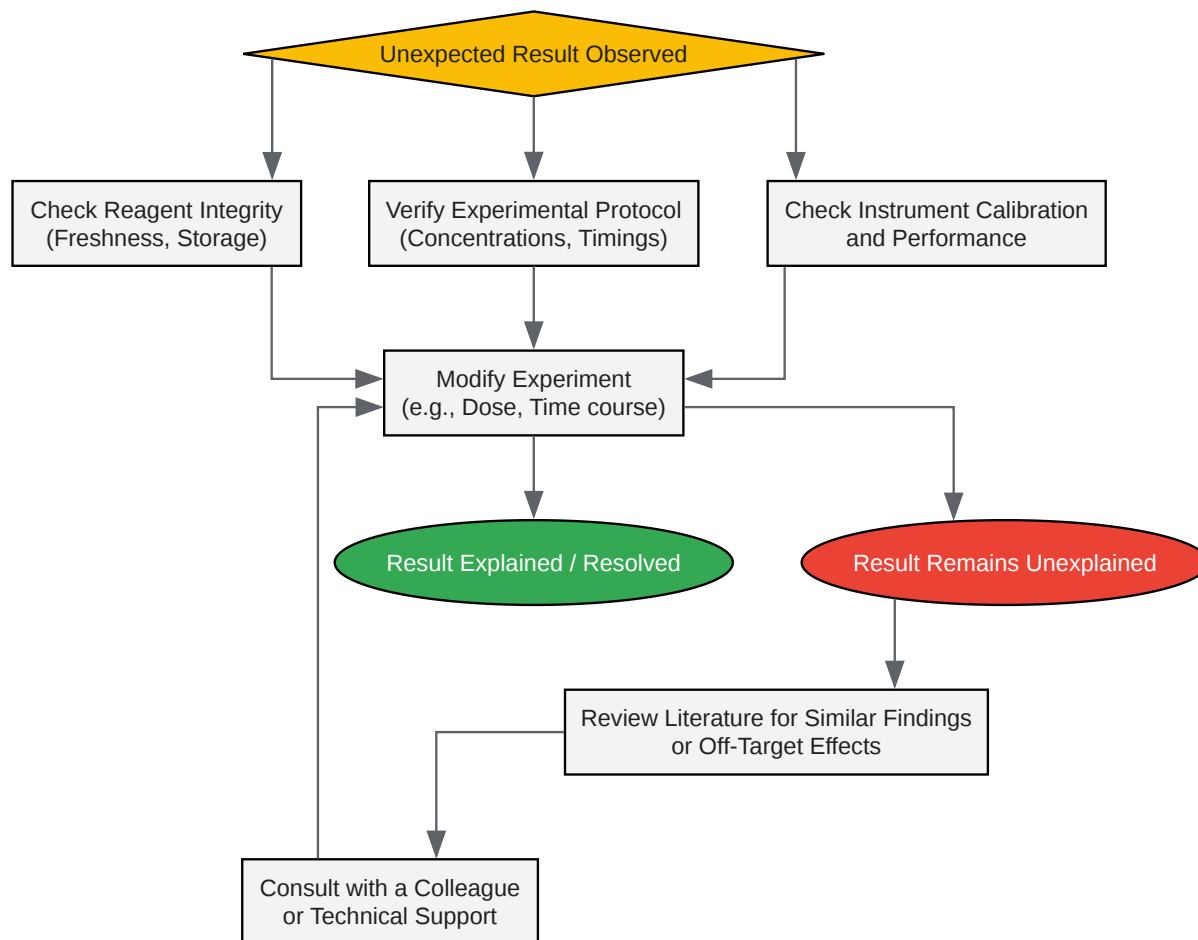 Unexpected Result Observed
Check Reagent Integrity
(Freshness, Storage)
Verify Experimental Protocol
(Concentrations, Timings)
Check Instrument Calibration
and Performance
Modify Experiment
(e.g., Dose, Time course)
Result Explained / Resolved
Result Remains Unexplained
Review Literature for Similar Findings
or Off-Target Effects
Consult with a Colleague
or Technical Support